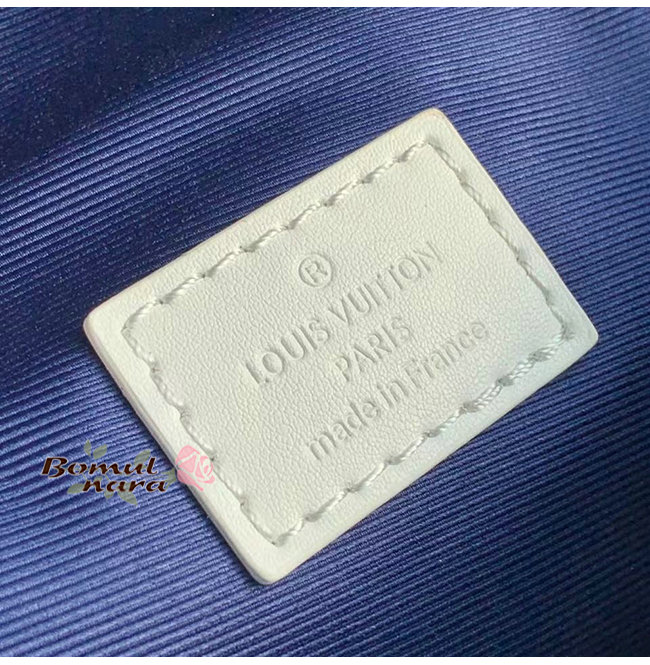 ®
LOUIS VUITTON
PARIS
made in France
Bomul
nara